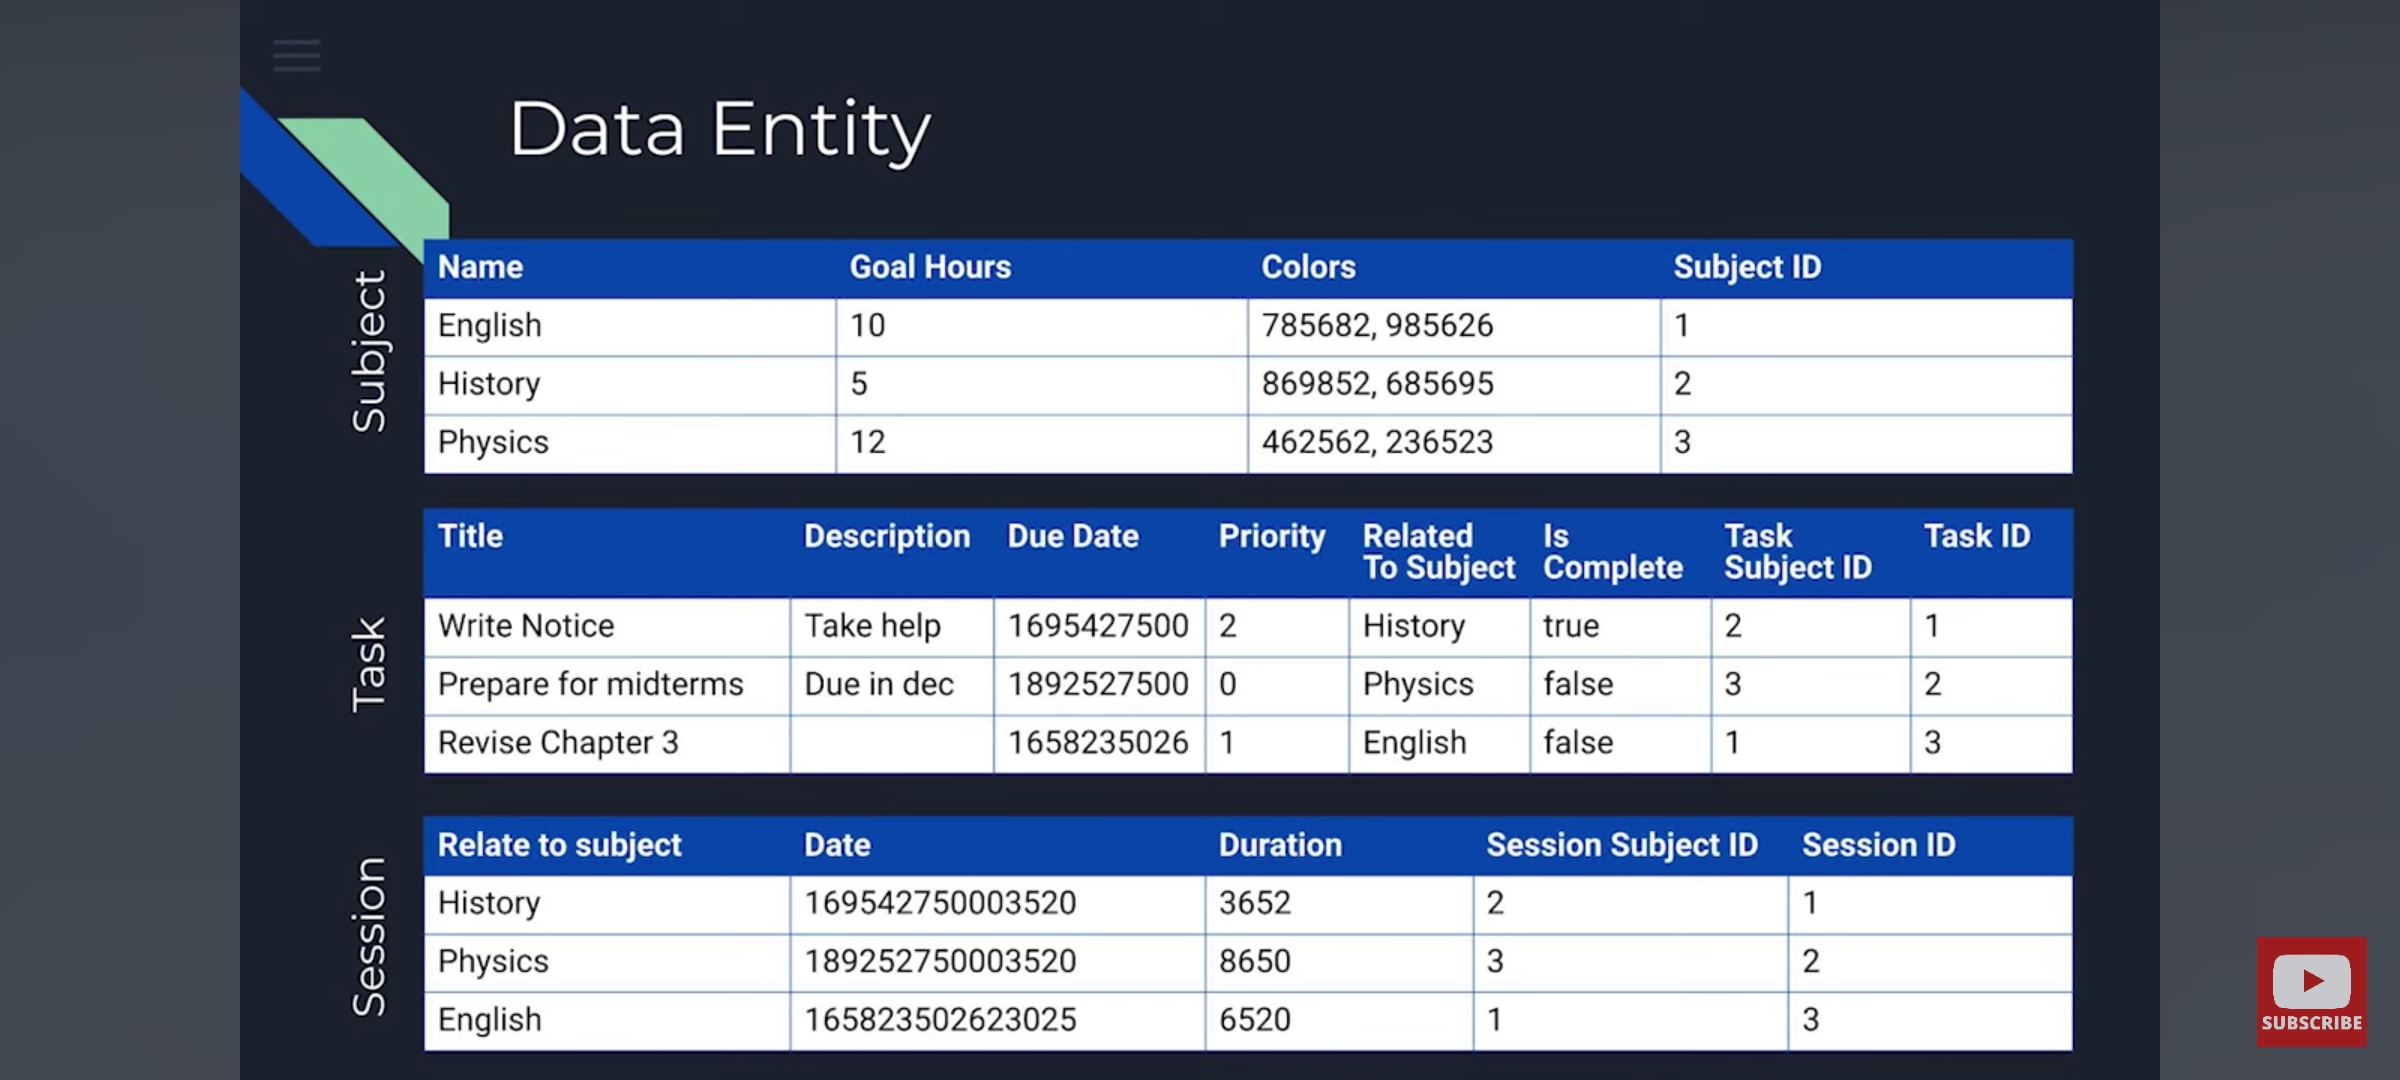 Data Entity
Subject
Name Goal Hours Colors Subject ID
English 10 785682, 985626 1
History 5 869852, 685695 2
Physics 12 462562, 236523 3
Task
Title Description Due Date Priority Related To Subject Is Complete Task Subject ID Task ID
Write Notice Take help 1695427500 2 History true 2 1
Prepare for midterms Due in dec 1892527500 0 Physics false 3 2
Revise Chapter 3 1658235026 1 English false 1 3
Session
Relate to subject Date Duration Session Subject ID Session ID
History 169542750003520 3652 2 1
Physics 189252750003520 8650 3 2
English 165823502623025 6520 1 3
SUBSCRIBE